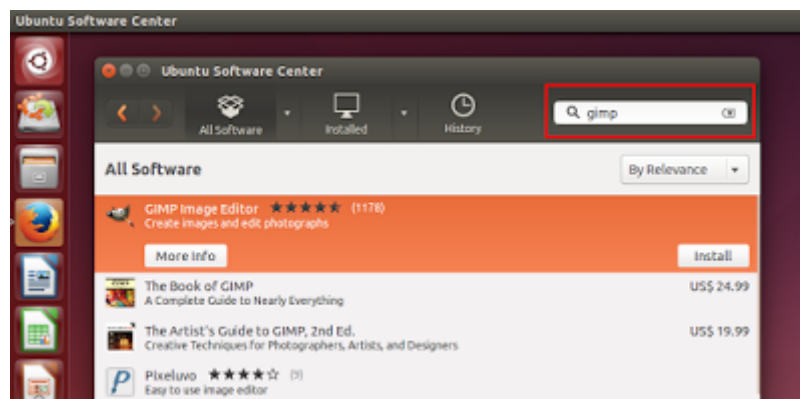 Ubuntu Software Center
Ubuntu Software Center
All Software
Installed
History
gimp
All Software
By Relevance
GIMP Image Editor (1178)
Create images and edit photographs
More Info
Install
The Book of GIMP
US$ 24.99
A Complete Guide to Nearly Everything
The Artist's Guide to GIMP, 2nd Ed.
US$ 19.99
Creative Techniques for Photographers, Artists, and Designers
Pixeluvo
Easy to use image editor